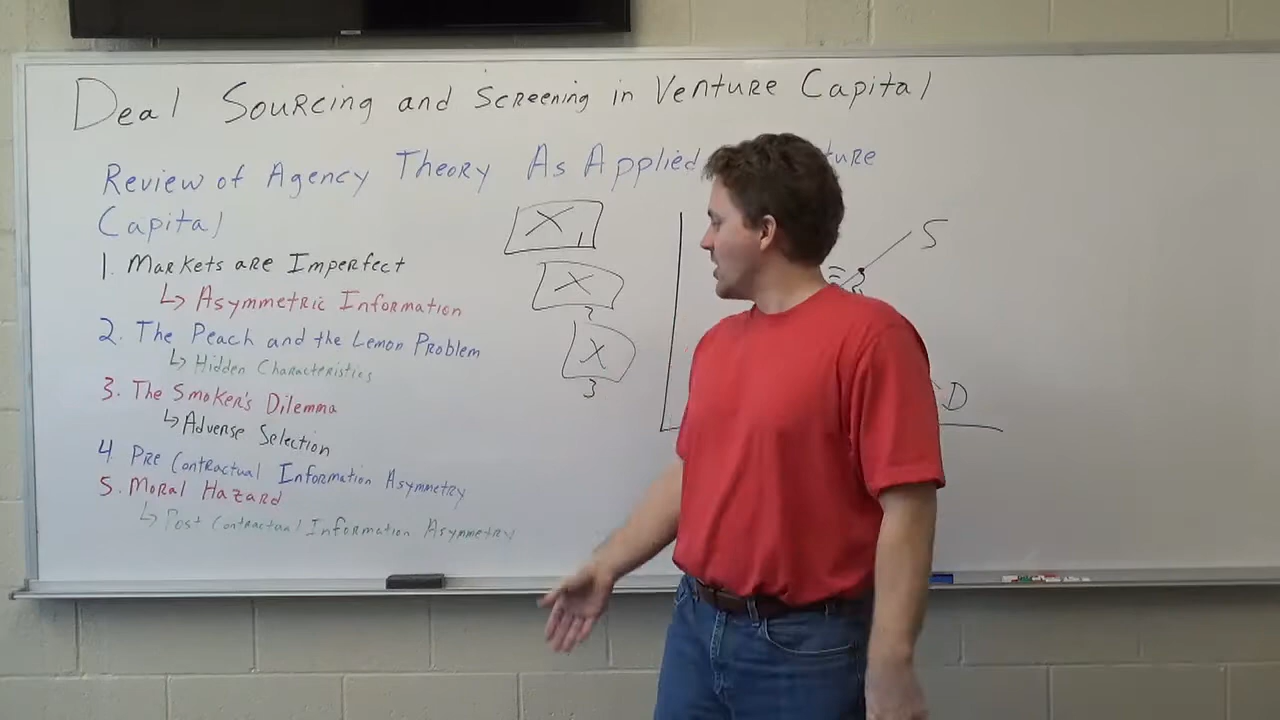 Deal Sourcing and Screening in Venture Capital
Review of Agency Theory As Applied ture
Capital
1. Markets are Imperfect
↳ Asymmetric Information
2. The Peach and the Lemon Problem
↳ Hidden Characteristics
3. The Smoker's Dilemma
↳ Adverse Selection
4 Pre Contractual Information Asymmetry
5. Moral Hazard
↳ Post Contractual Information Asymmetry
X1
X2
X3
S
D